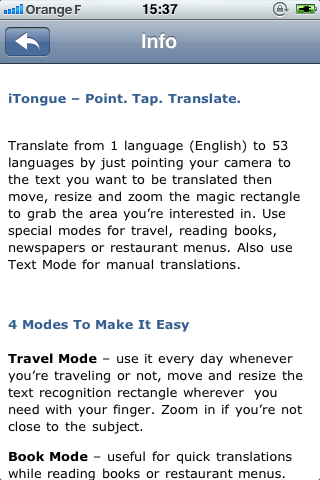 Orange F 15:37
Info
iTongue – Point. Tap. Translate.
Translate from 1 language (English) to 53
languages by just pointing your camera to
the text you want to be translated then
move, resize and zoom the magic rectangle
to grab the area you're interested in. Use
special modes for travel, reading books,
newspapers or restaurant menus. Also use
Text Mode for manual translations.
4 Modes To Make It Easy
Travel Mode – use it every day whenever
you're traveling or not, move and resize the
text recognition rectangle wherever  you
need with your finger. Zoom in if you're not
close to the subject.
Book Mode – useful for quick translations
while reading books or restaurant menus.